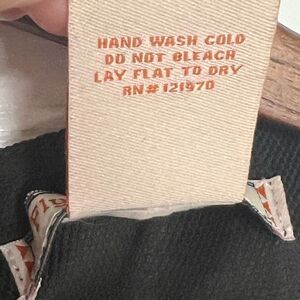 HAND WASH COLD
DO NOT BLEACH
LAY FLAT TO DRY
RN# 121970